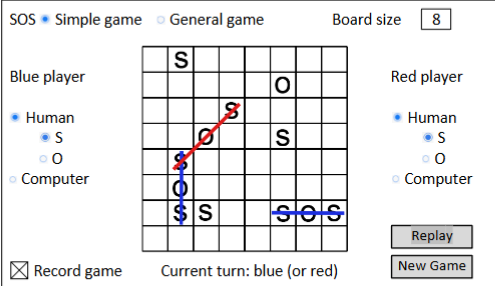 SOS Simple game General game Board size 8
S
Blue player Red player
O
S
Human Human
O S
S S
S
O O
Computer Computer
O
S S S O S
Replay
Record game Current turn: blue (or red) New Game